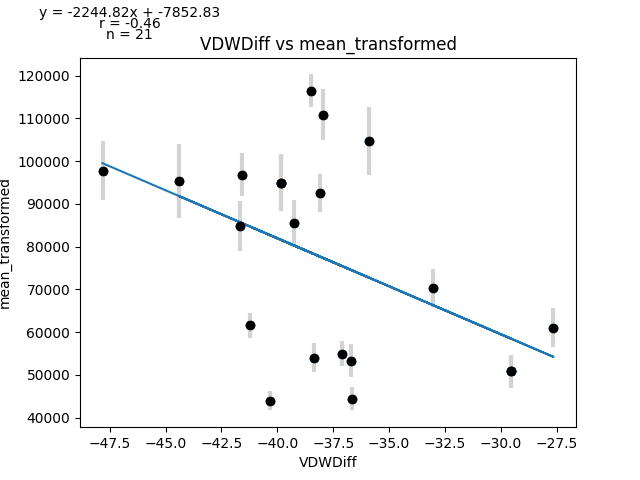 y = -2244.82x + -7852.83
r = -0.46
n = 21
VDWDiff vs mean_transformed
120000
110000
100000
90000
80000
70000
60000
50000
40000
mean_transformed
−47.5 −45.0 −42.5 −40.0 −37.5 −35.0 −32.5 −30.0 −27.5
VDWDiff